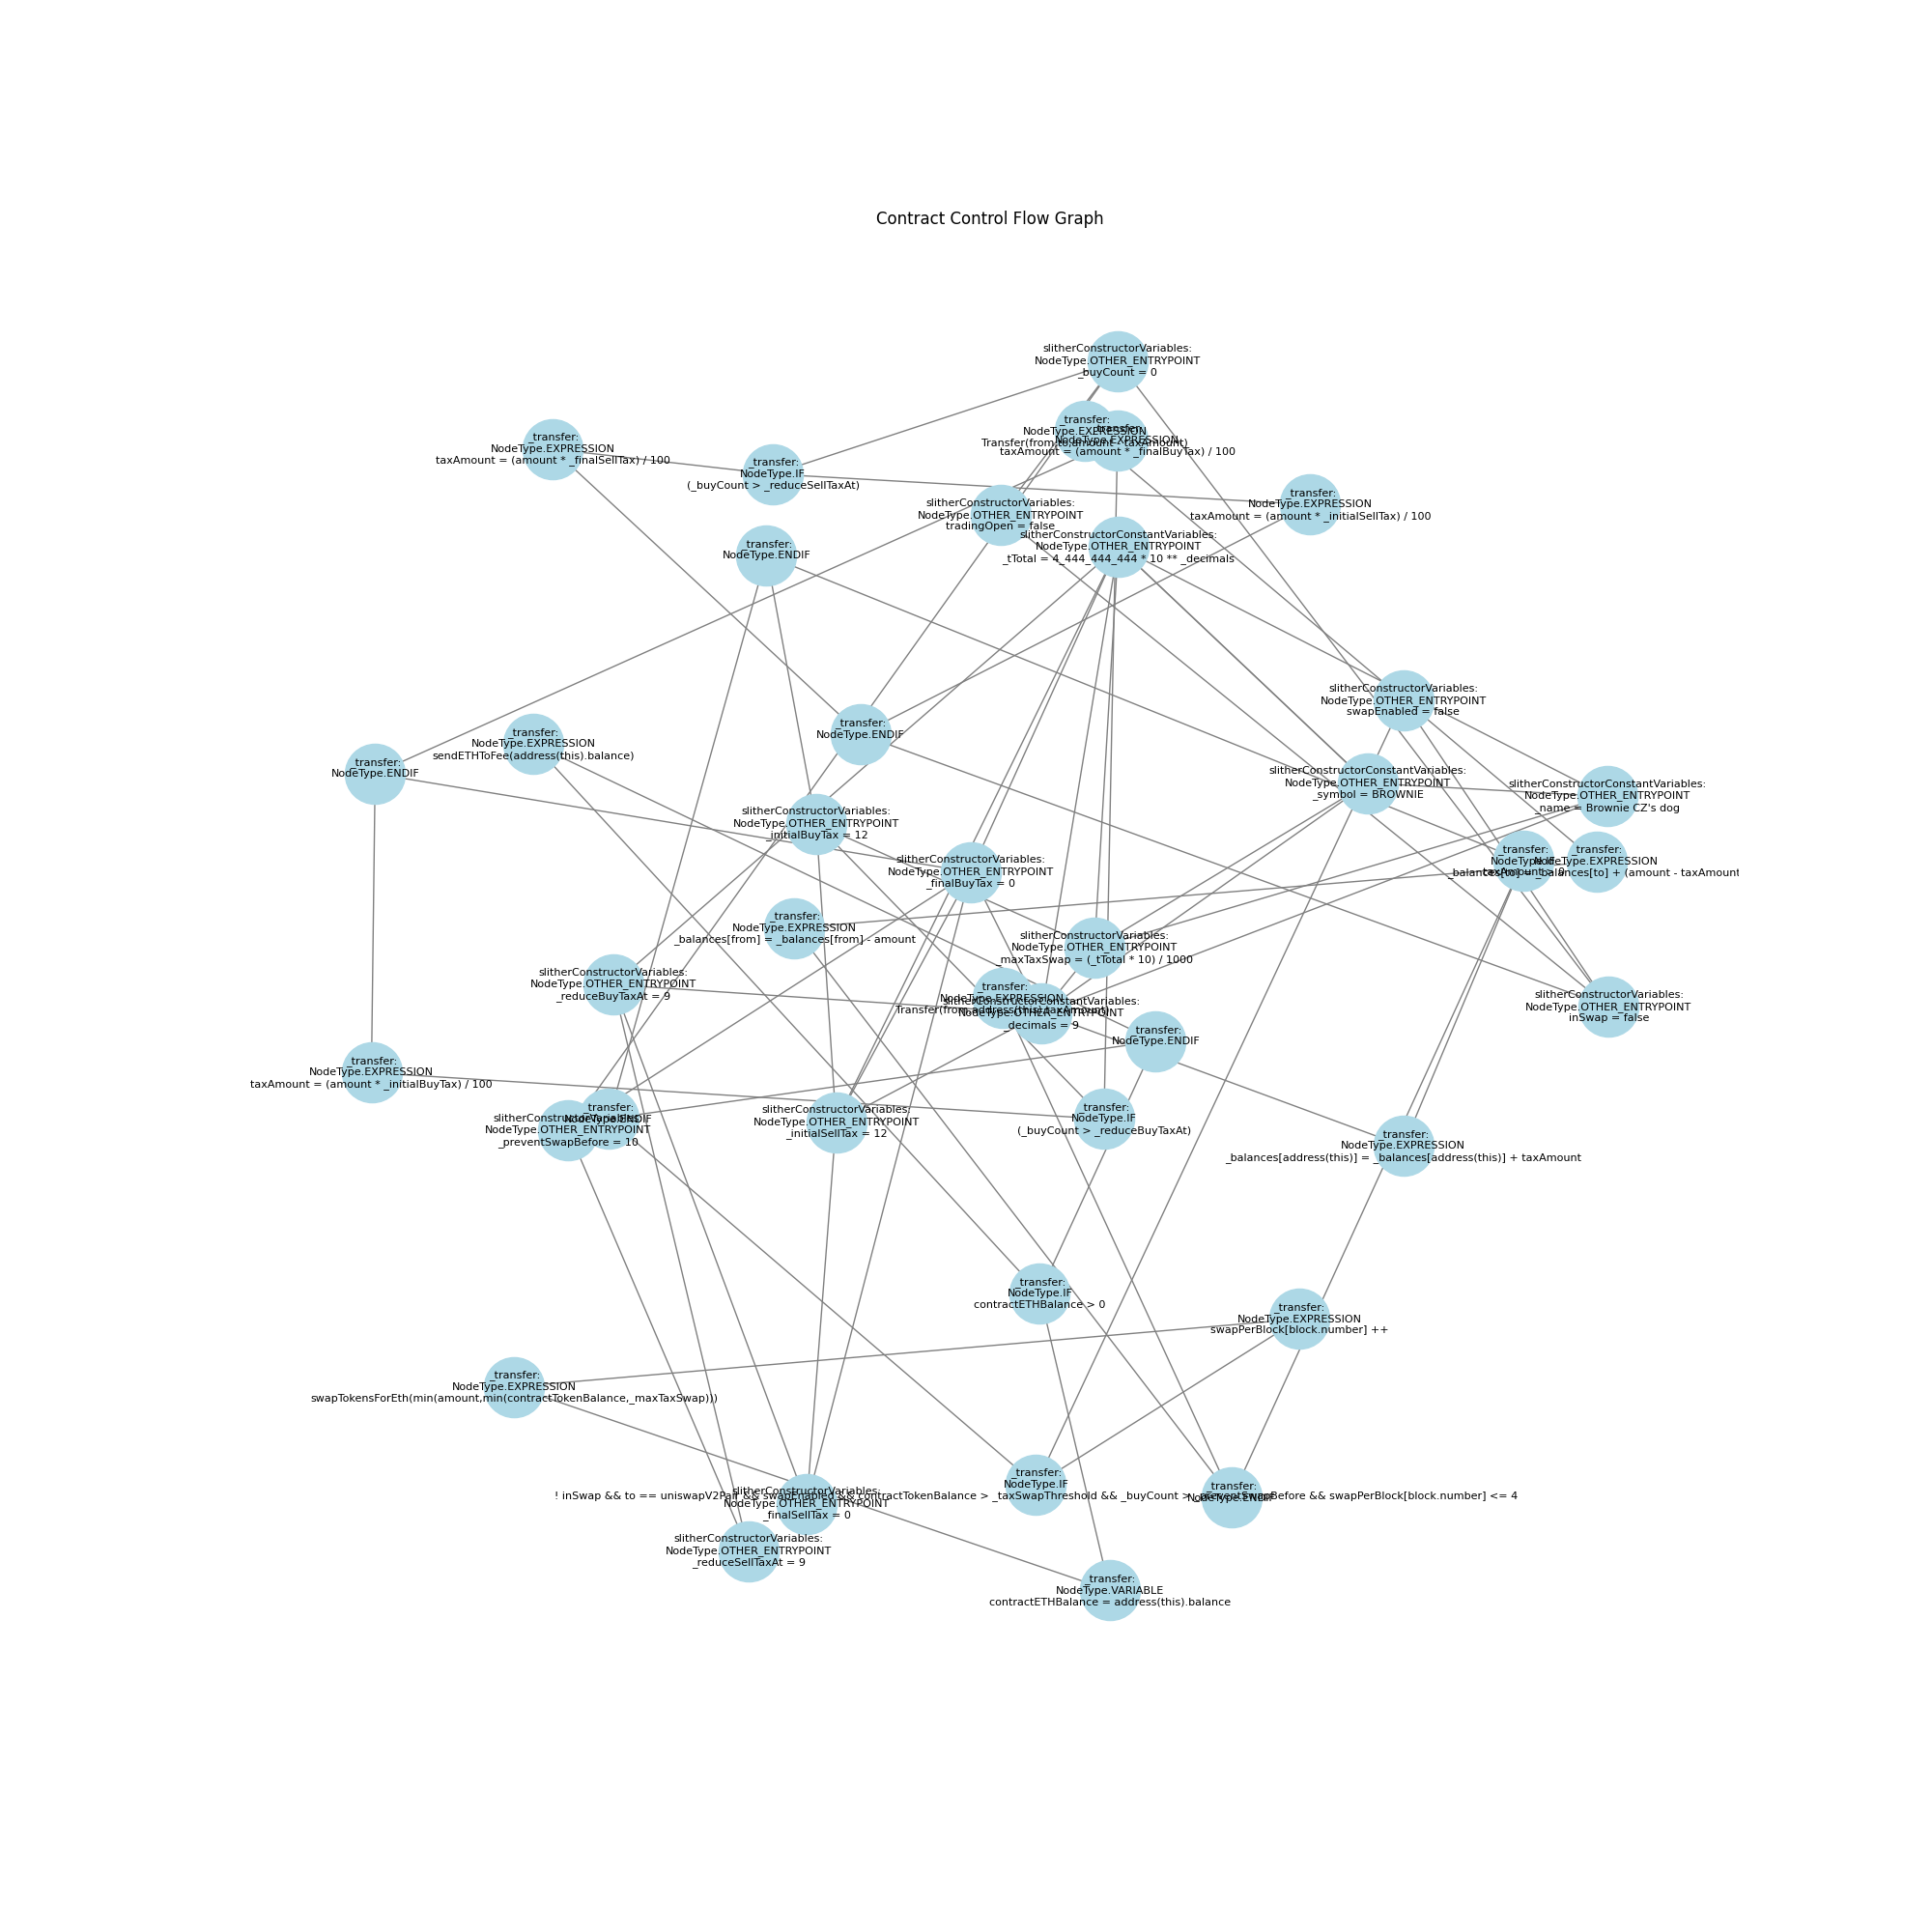 Contract Control Flow Graph
slitherConstructorVariables:
NodeType.OTHER_ENTRYPOINT
_buyCount = 0
_transfer:
NodeType.EXPRESSION
Transfer(from,to,amount - taxAmount)
_transfer:
NodeType.EXPRESSION
taxAmount = (amount * _finalBuyTax) / 100
_transfer:
NodeType.EXPRESSION
taxAmount = (amount * _finalSellTax) / 100
_transfer:
NodeType.IF
(_buyCount > _reduceSellTaxAt)
_transfer:
NodeType.EXPRESSION
taxAmount = (amount * _initialSellTax) / 100
slitherConstructorVariables:
NodeType.OTHER_ENTRYPOINT
tradingOpen = false
slitherConstructorConstantVariables:
NodeType.OTHER_ENTRYPOINT
_tTotal = 4_444_444_444 * 10 ** _decimals
_transfer:
NodeType.ENDIF
slitherConstructorVariables:
NodeType.OTHER_ENTRYPOINT
swapEnabled = false
_transfer:
NodeType.ENDIF
_transfer:
NodeType.EXPRESSION
sendETHToFee(address(this).balance)
_transfer:
NodeType.ENDIF
slitherConstructorConstantVariables:
NodeType.OTHER_ENTRYPOINT
_symbol = BROWNIE
slitherConstructorConstantVariables:
NodeType.OTHER_ENTRYPOINT
_name = Brownie CZ's dog
slitherConstructorVariables:
NodeType.OTHER_ENTRYPOINT
_initialBuyTax = 12
slitherConstructorVariables:
NodeType.OTHER_ENTRYPOINT
_finalBuyTax = 0
_transfer:
NodeType.IF
taxAmount > 0
_transfer:
NodeType.EXPRESSION
_balances[to] = _balances[to] + (amount - taxAmount
_transfer:
NodeType.EXPRESSION
_balances[from] = _balances[from] - amount
slitherConstructorVariables:
NodeType.OTHER_ENTRYPOINT
_maxTaxSwap = (_tTotal * 10) / 1000
slitherConstructorVariables:
NodeType.OTHER_ENTRYPOINT
_reduceBuyTaxAt = 9
_transfer:
NodeType.EXPRESSION
Transfer(from,address(this),taxAmount)
slitherConstructorConstantVariables:
NodeType.OTHER_ENTRYPOINT
_decimals = 9
slitherConstructorVariables:
NodeType.OTHER_ENTRYPOINT
inSwap = false
_transfer:
NodeType.ENDIF
_transfer:
NodeType.EXPRESSION
taxAmount = (amount * _initialBuyTax) / 100
_transfer:
NodeType.ENDIF
slitherConstructorVariables:
NodeType.OTHER_ENTRYPOINT
_preventSwapBefore = 10
slitherConstructorVariables:
NodeType.OTHER_ENTRYPOINT
_initialSellTax = 12
_transfer:
NodeType.IF
(_buyCount > _reduceBuyTaxAt)
_transfer:
NodeType.EXPRESSION
_balances[address(this)] = _balances[address(this)] + taxAmount
_transfer:
NodeType.IF
contractETHBalance > 0
_transfer:
NodeType.EXPRESSION
swapPerBlock[block.number] ++
_transfer:
NodeType.EXPRESSION
swapTokensForEth(min(amount,min(contractTokenBalance,_maxTaxSwap)))
_transfer:
NodeType.IF
! inSwap && to == uniswapV2Pair && swapEnabled && contractTokenBalance > _taxSwapThreshold && _buyCount > _preventSwapBefore && swapPerBlock[block.number] <= 4
_transfer:
NodeType.ENDIF
slitherConstructorVariables:
NodeType.OTHER_ENTRYPOINT
_finalSellTax = 0
slitherConstructorVariables:
NodeType.OTHER_ENTRYPOINT
_reduceSellTaxAt = 9
_transfer:
NodeType.VARIABLE
contractETHBalance = address(this).balance